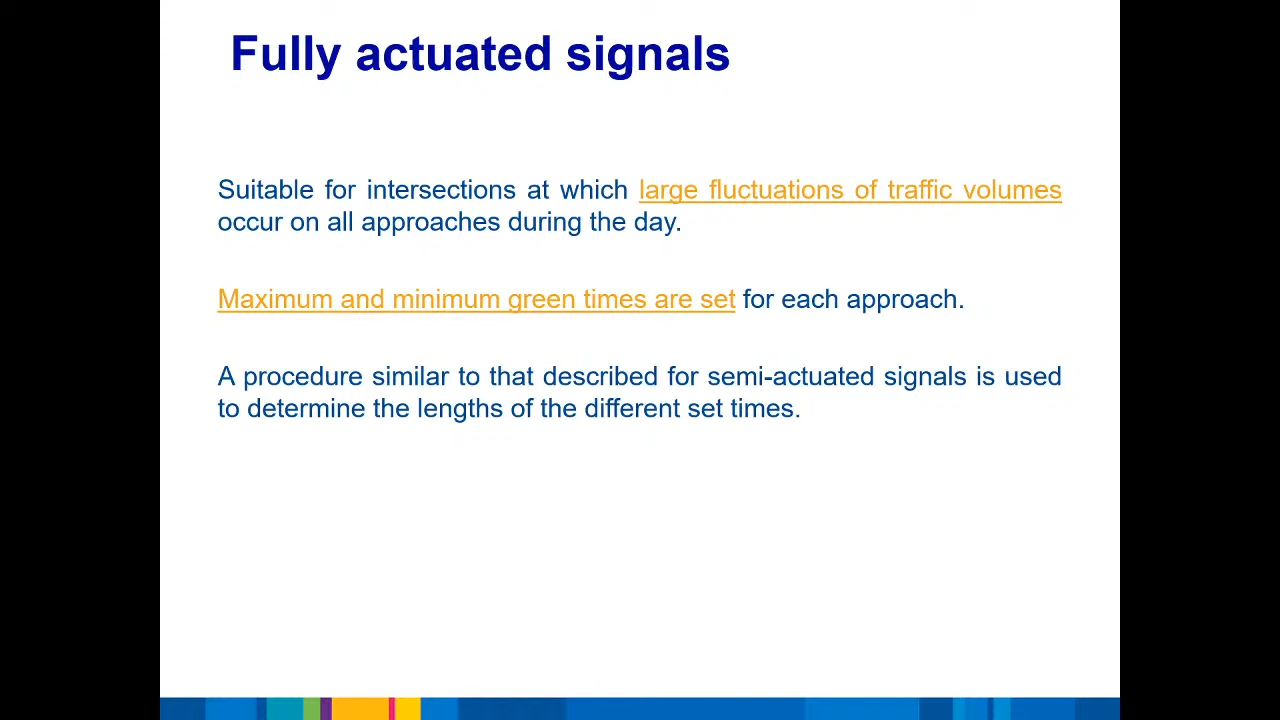 Fully actuated signals
Suitable for intersections at which large fluctuations of traffic volumes
occur on all approaches during the day.
Maximum and minimum green times are set for each approach.
A procedure similar to that described for semi-actuated signals is used
to determine the lengths of the different set times.